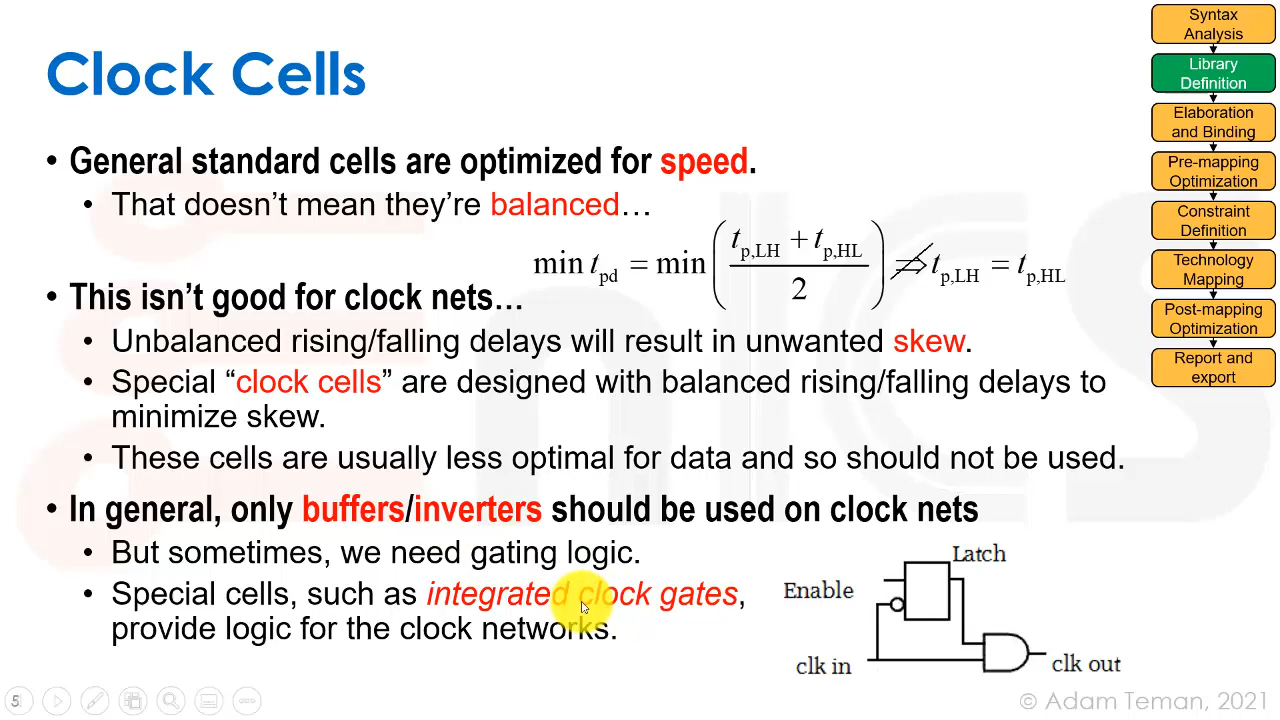 Clock Cells
• General standard cells are optimized for speed.
• That doesn’t mean they’re balanced…
min t_pd = min ( (t_p,LH + t_p,HL) / 2 ) ⇏ t_p,LH = t_p,HL
• This isn’t good for clock nets…
• Unbalanced rising/falling delays will result in unwanted skew.
• Special “clock cells” are designed with balanced rising/falling delays to
minimize skew.
• These cells are usually less optimal for data and so should not be used.
• In general, only buffers/inverters should be used on clock nets
• But sometimes, we need gating logic.
• Special cells, such as integrated clock gates,
provide logic for the clock networks.
Latch
Enable
clk in
clk out
Syntax
Analysis
Library
Definition
Elaboration
and Binding
Pre-mapping
Optimization
Constraint
Definition
Technology
Mapping
Post-mapping
Optimization
Report and
export
5
© Adam Teman, 2021